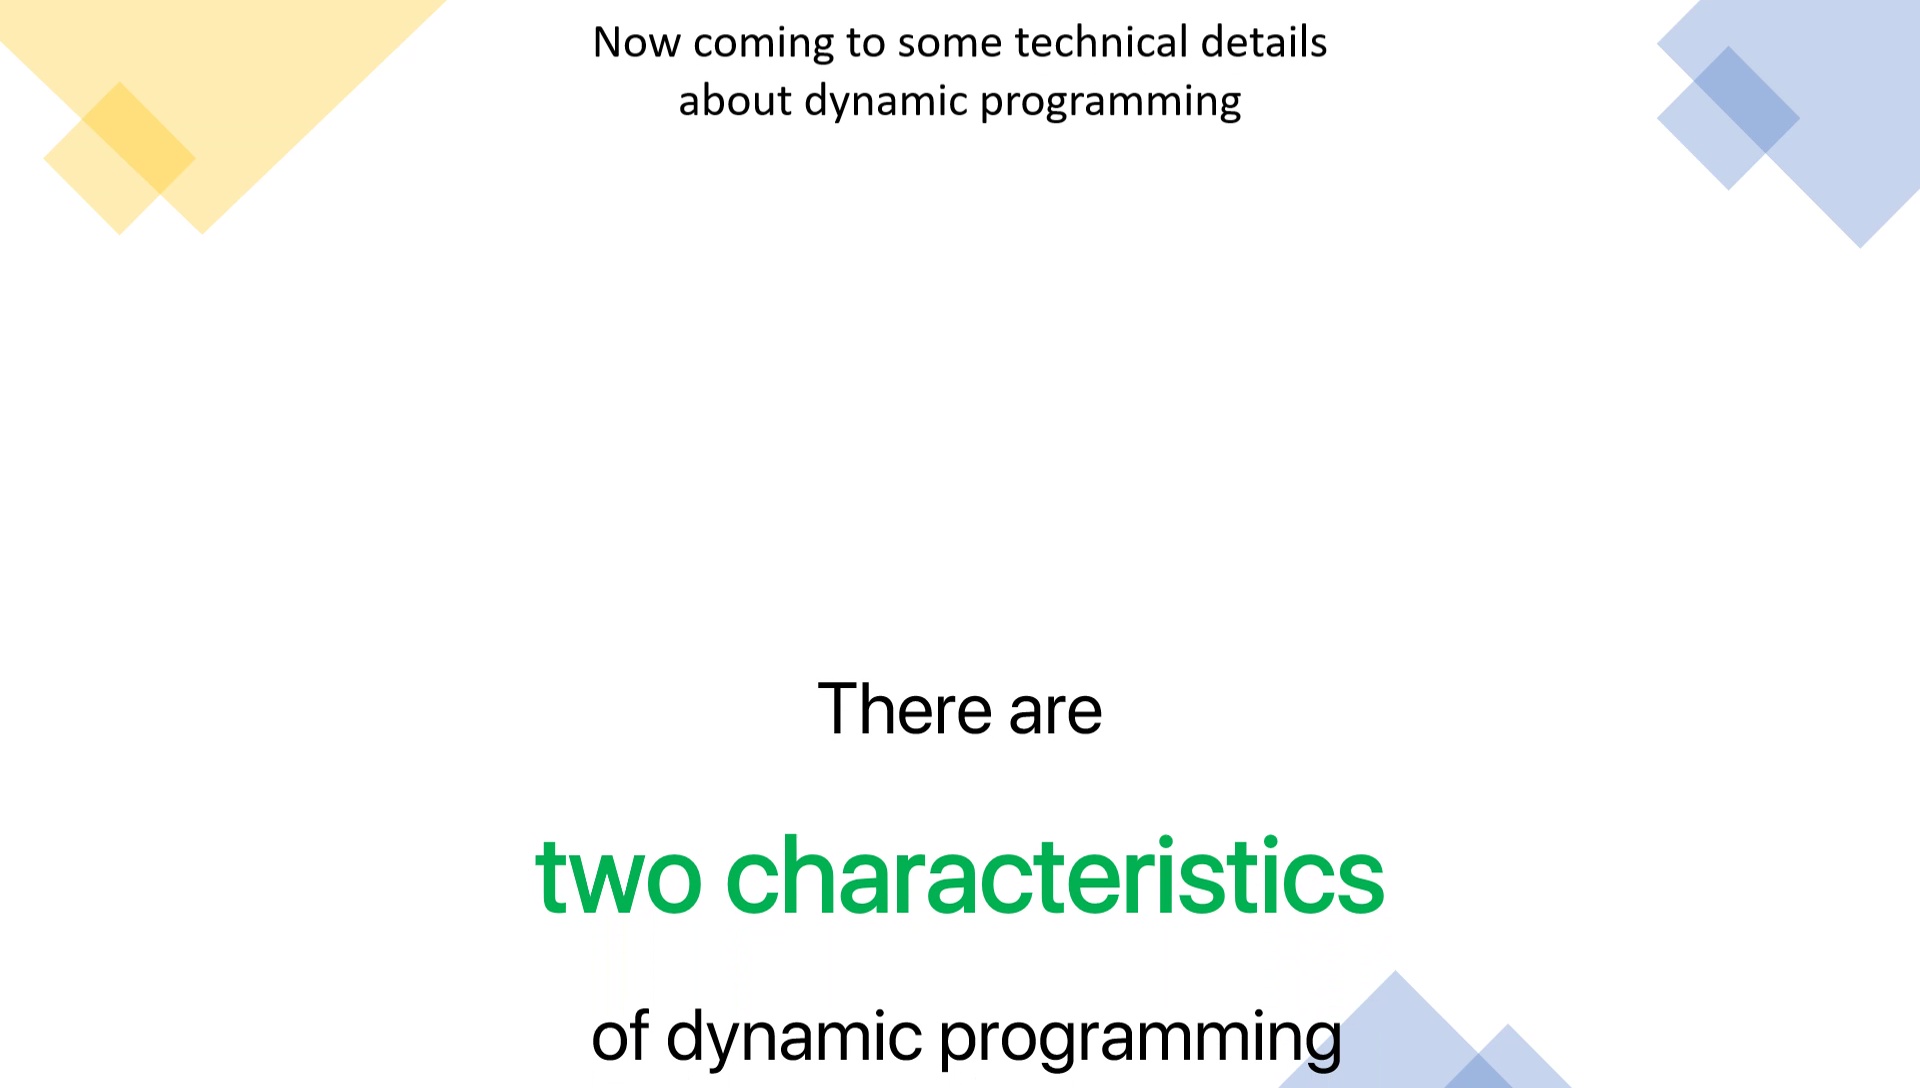 Now coming to some technical details
about dynamic programming
There are
two characteristics
of dynamic programming